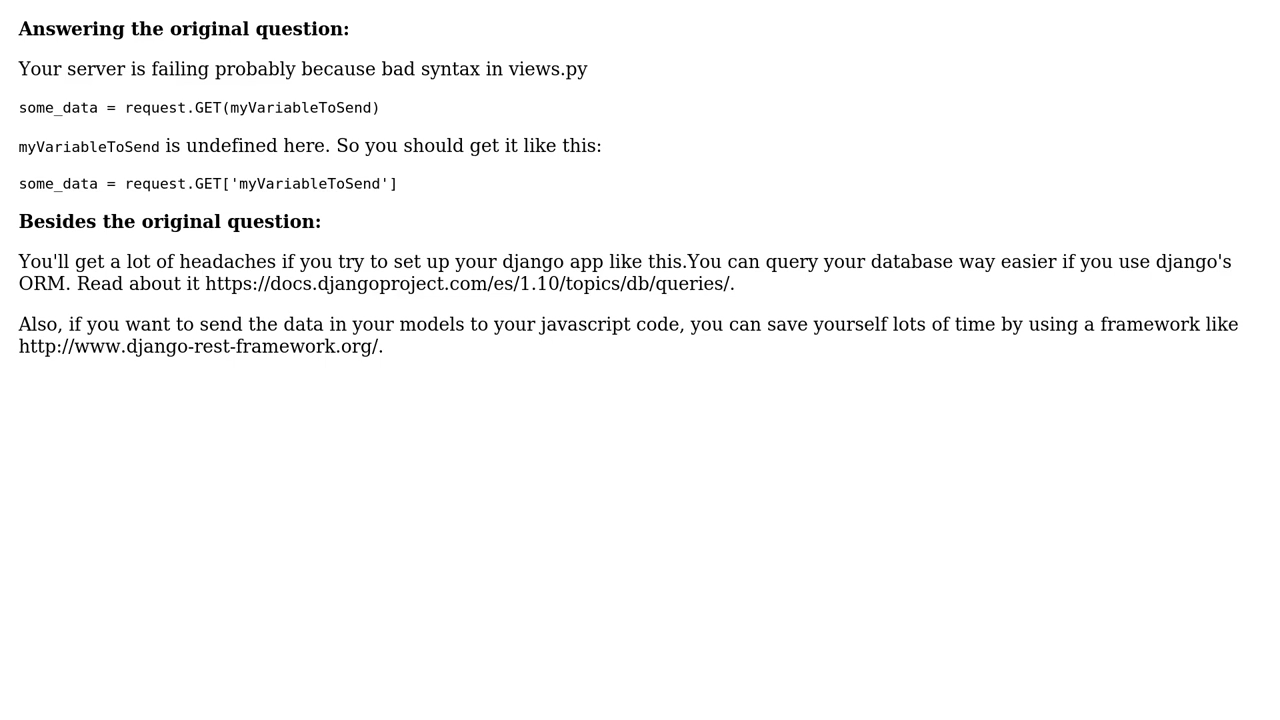 Answering the original question:
Your server is failing probably because bad syntax in views.py
some_data = request.GET(myVariableToSend)
myVariableToSend is undefined here. So you should get it like this:
some_data = request.GET['myVariableToSend']
Besides the original question:
You'll get a lot of headaches if you try to set up your django app like this.You can query your database way easier if you use django's
ORM. Read about it https://docs.djangoproject.com/es/1.10/topics/db/queries/.
Also, if you want to send the data in your models to your javascript code, you can save yourself lots of time by using a framework like
http://www.django-rest-framework.org/.